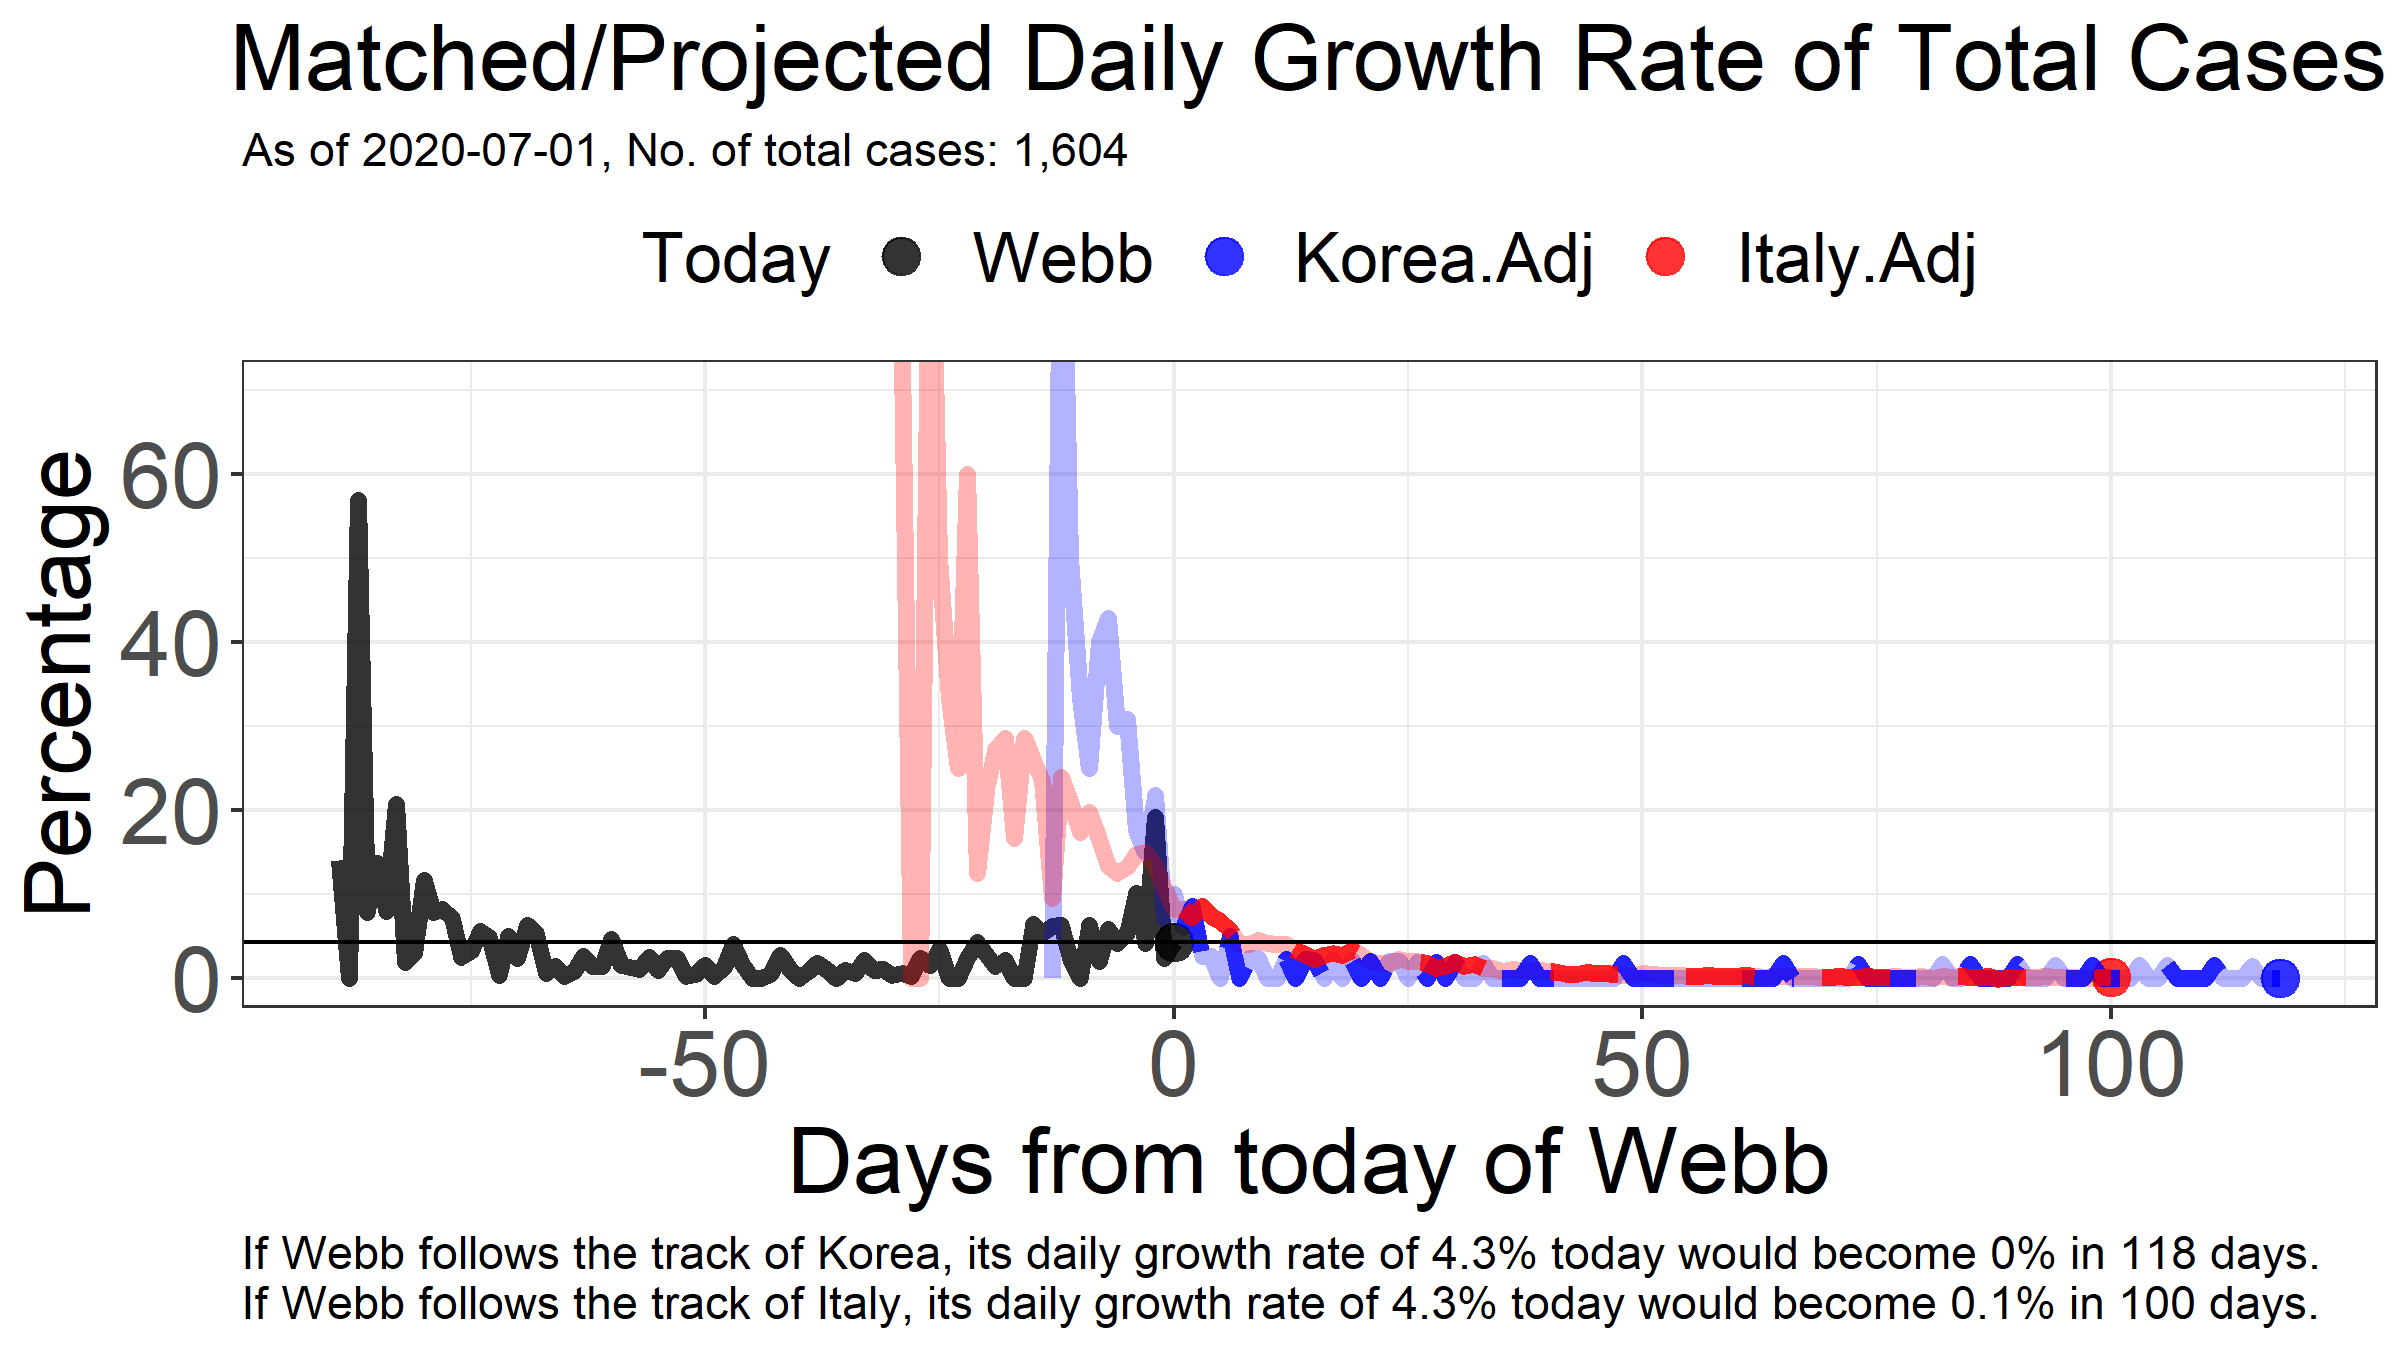 Matched/Projected Daily Growth Rate of Total Cases
As of 2020-07-01, No. of total cases: 1,604
Today Webb Korea.Adj Italy.Adj
Percentage
60
40
20
0
-50 0 50 100
Days from today of Webb
If Webb follows the track of Korea, its daily growth rate of 4.3% today would become 0% in 118 days.
If Webb follows the track of Italy, its daily growth rate of 4.3% today would become 0.1% in 100 days.